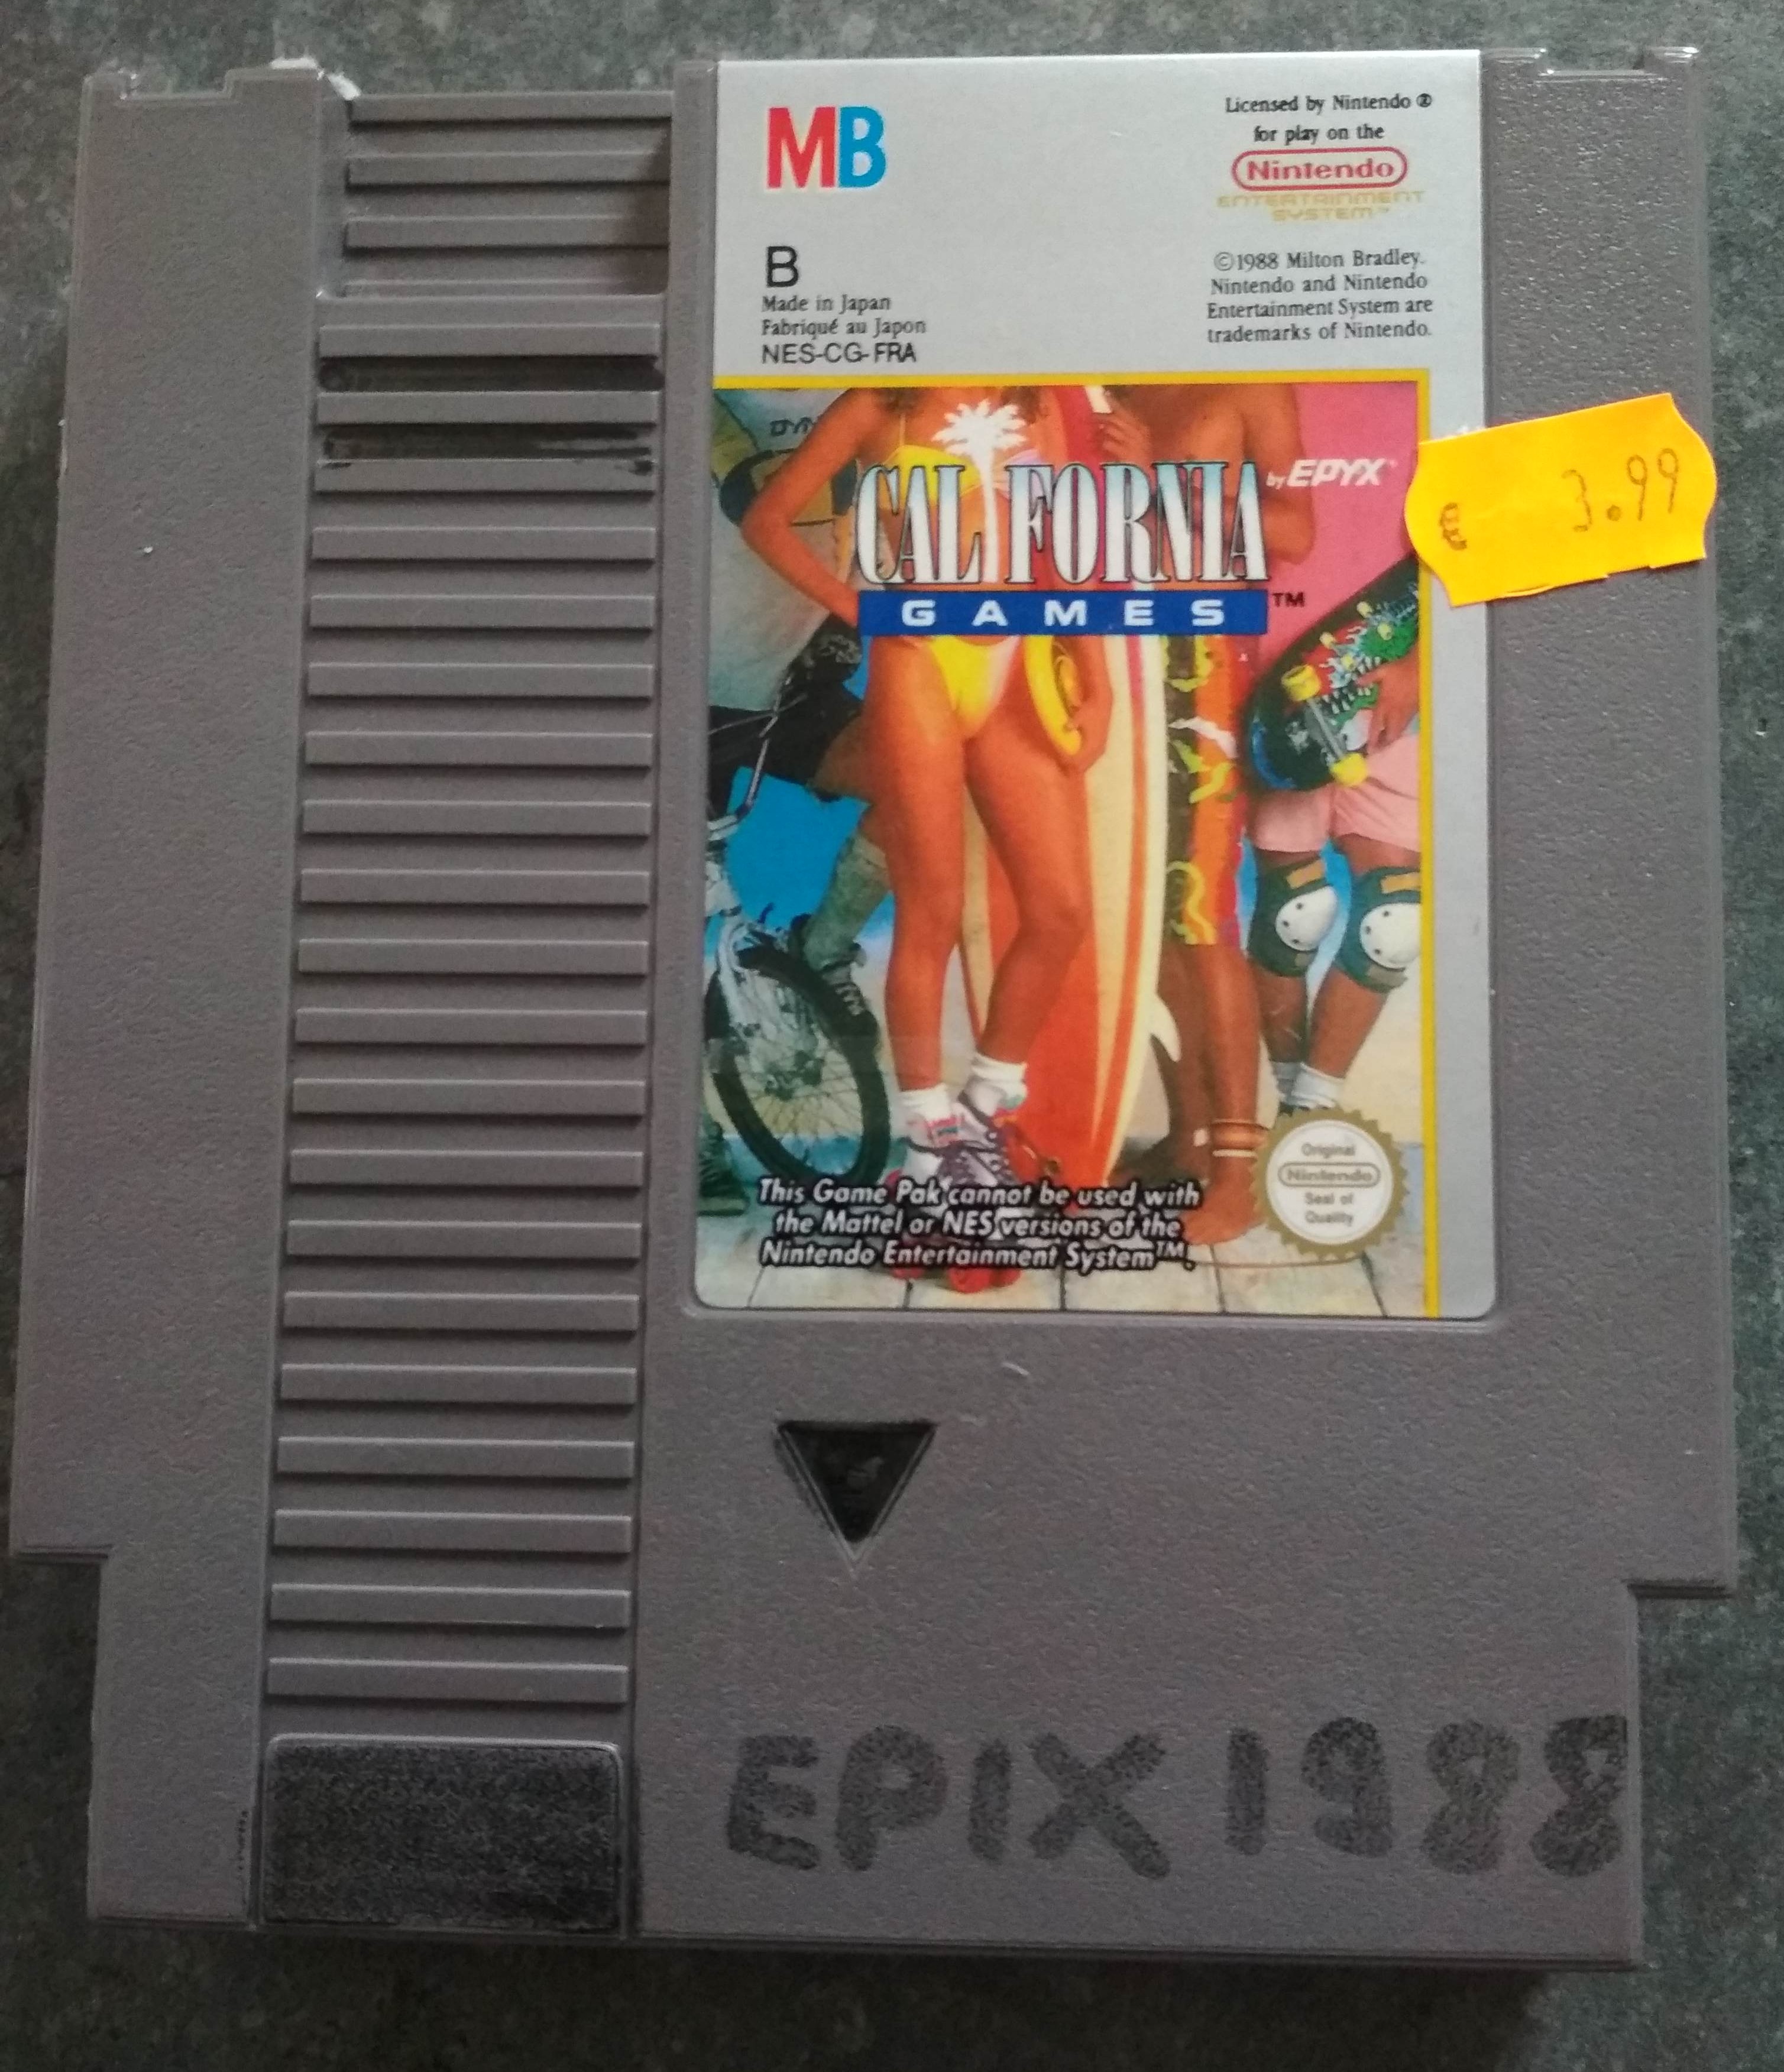 MB
Licensed by Nintendo ®
for play on the
Nintendo
ENTERTAINMENT
SYSTEM™
B
Made in Japan
Fabriqué au Japon
NES-CG-FRA
©1988 Milton Bradley.
Nintendo and Nintendo
Entertainment System are
trademarks of Nintendo.
CALIFORNIA
by EPYX
GAMES™
€ 3.99
This Game Pak cannot be used with
the Mattel or NES versions of the
Nintendo Entertainment System™.
Original
Nintendo
Seal of
Quality
EPIX 1988